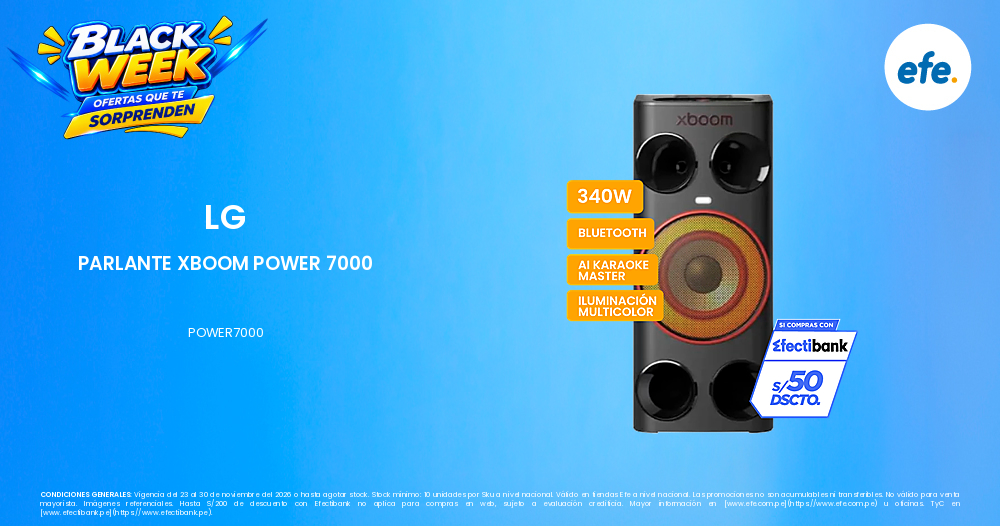 BLACK
WEEK
OFERTAS QUE TE
SORPRENDEN
efe.
LG
PARLANTE XBOOM POWER 7000
POWER7000
xboom
340W
BLUETOOTH
AI KARAOKE
MASTER
ILUMINACIÓN
MULTICOLOR
SI COMPRAS CON
Efectibank
S/50
DSCTO.
CONDICIONES GENERALES: Vigencia del 23 al 30 de noviembre del 2026 o hasta agotar stock. Stock mínimo: 10 unidades por Sku a nivel nacional. Válido en tiendas Efe a nivel nacional. Las promociones no son acumulables ni transferibles. No válido para venta
mayorista. Imágenes referenciales. Hasta S/200 de descuento con Efectibank no aplica para compras en web, sujeto a evaluación crediticia. Mayor información en [www.efe.com.pe](https://www.efe.com.pe) u oficinas. TyC en
[www.efectibank.pe](https://www.efectibank.pe).